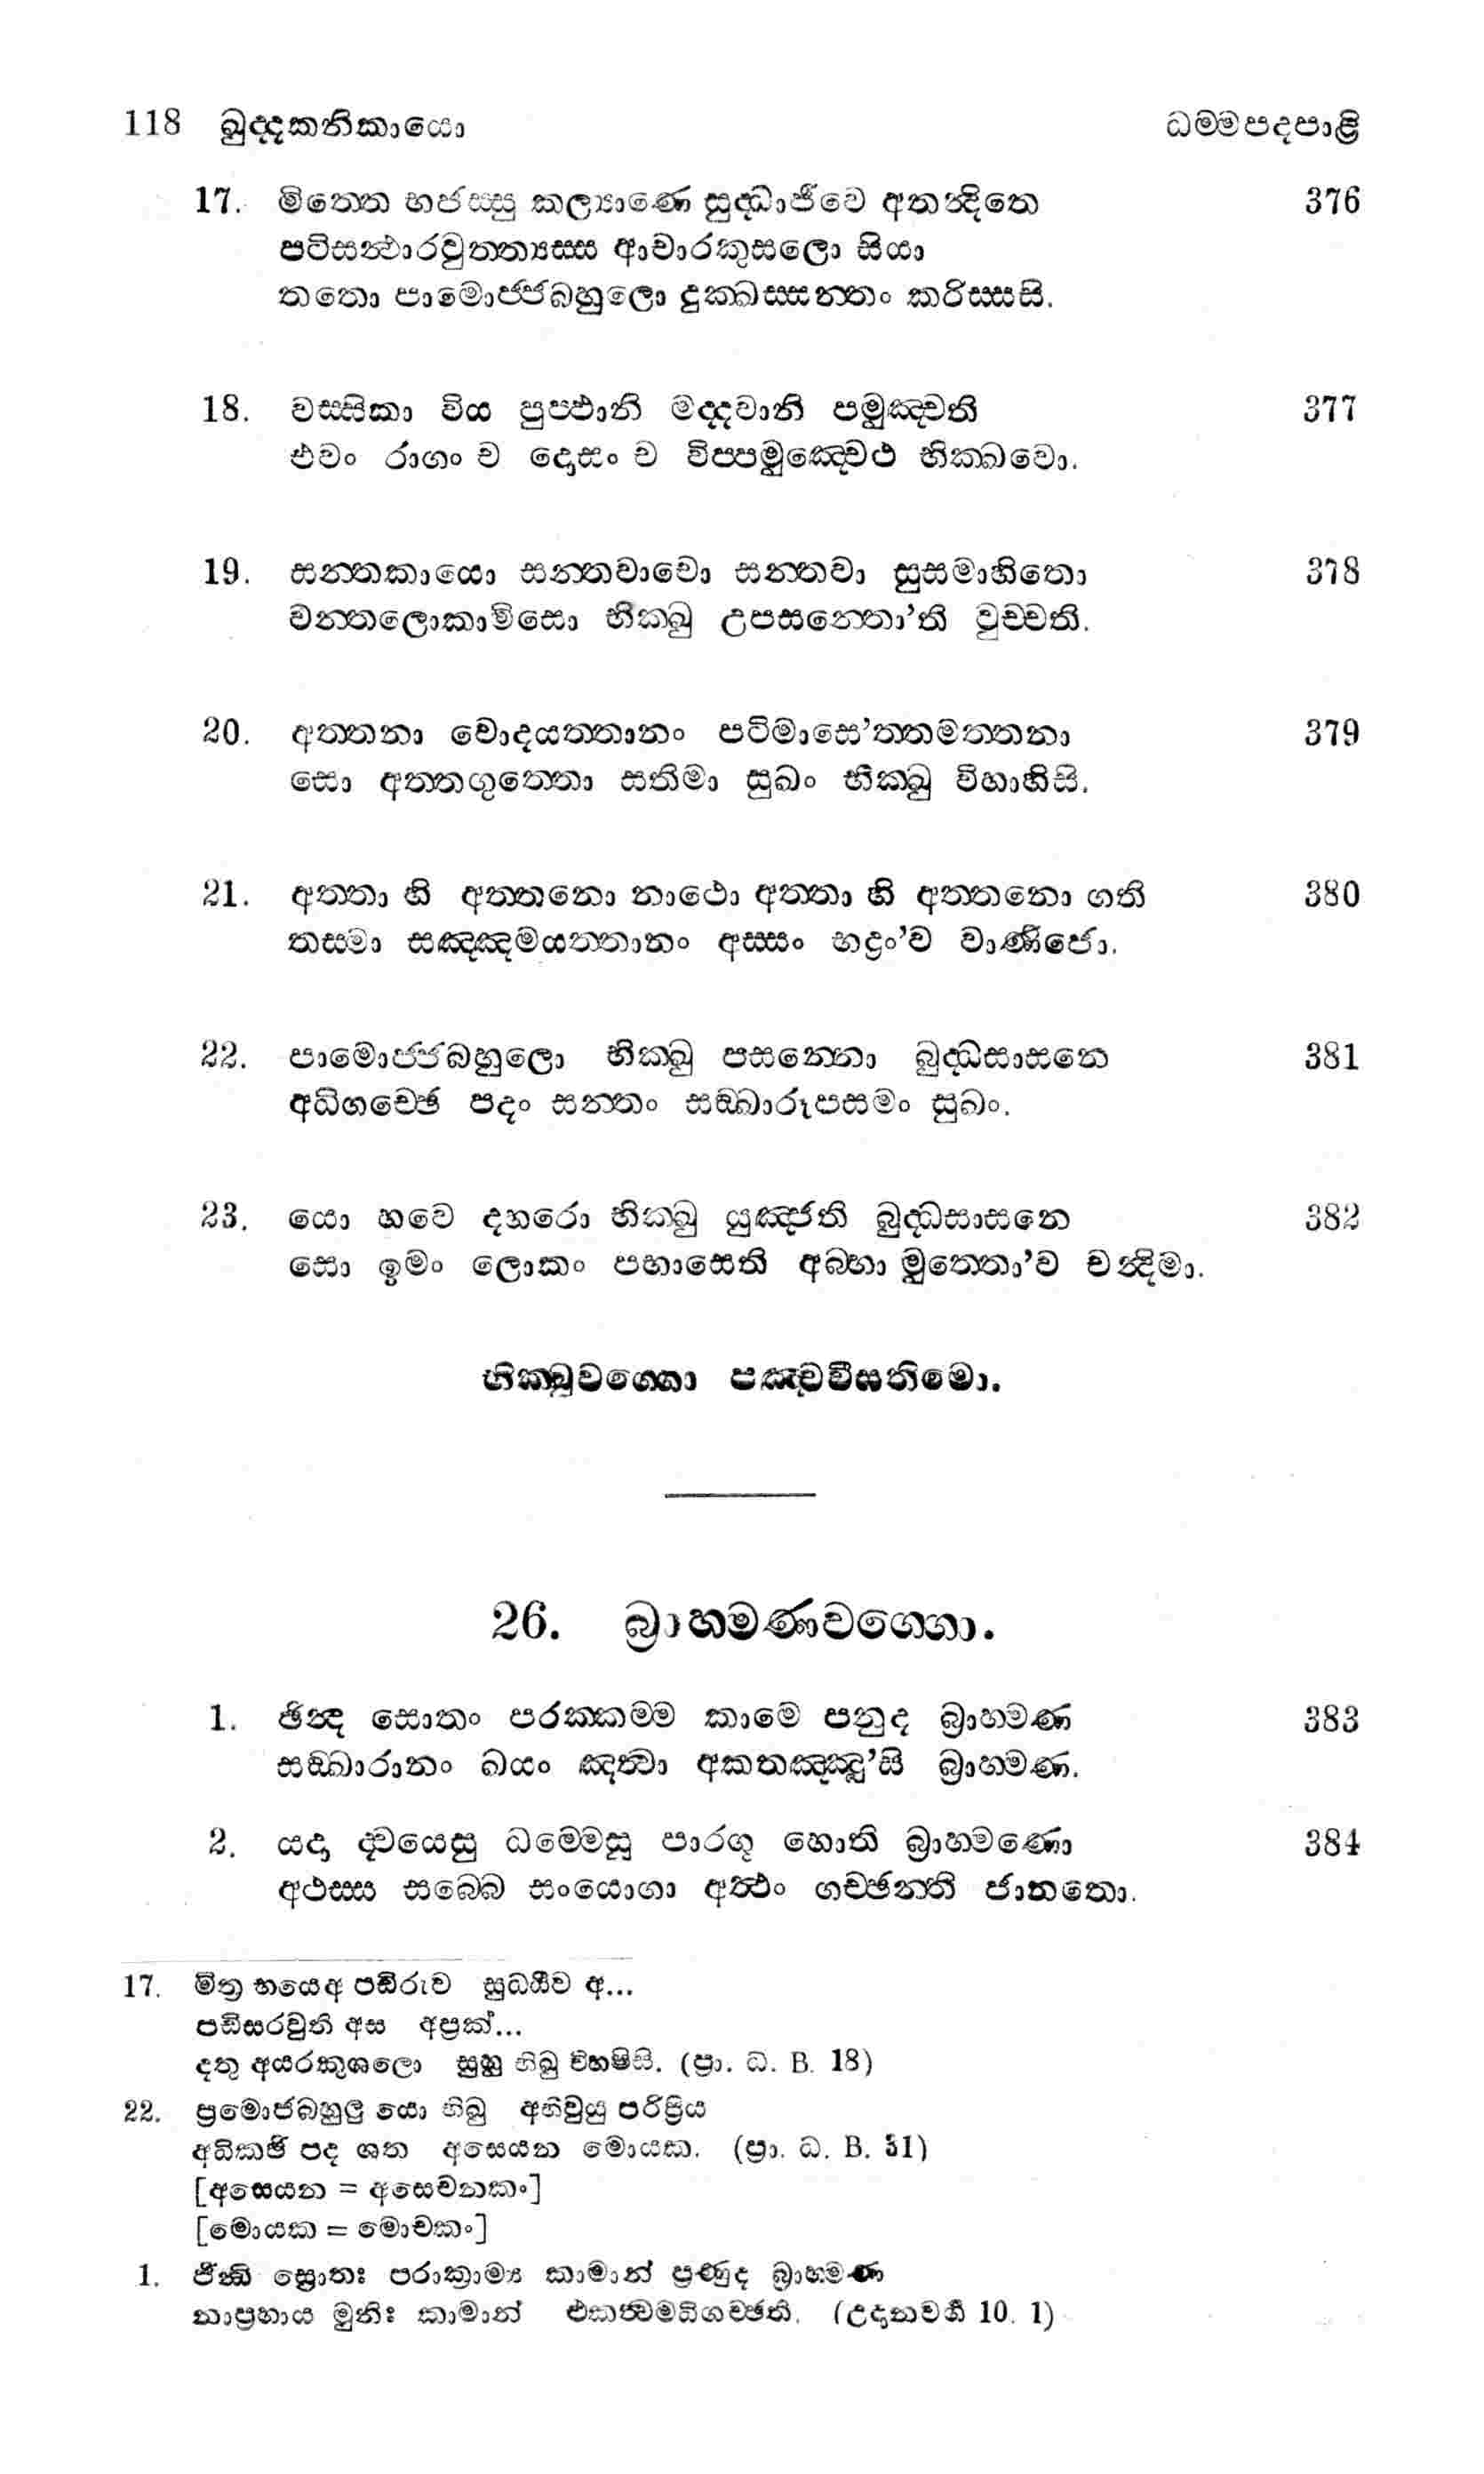 118 ඛුද්දකනිකායො ධම්මපදපාළි
17. මිත්තෙ භජස්සු කල්‍යාණෙ සුද්ධාජීවෙ අතන්දිතෙ 376
පටිසන්ථාරවුත්ත්‍යස්ස ආචාරකුසලො සියා
තතො පාමොජ්ජබහුලො දුක්ඛස්සන්තං කරිස්සසි.
18. වස්සිකා විය පුප්ඵානි මද්දවානි පමුඤ්චති 377
එවං රාගං ච දොසං ච විප්පමුඤ්චෙථ භික්ඛවො.
19. සන්තකායො සන්තවාචො සන්තවා සුසමාහිතො 378
වන්තලොකාමිසො භික්ඛු උපසන්තො’ති වුච්චති.
20. අත්තනා චොදයත්තානං පටිමාසෙ’ත්තමත්තනා 379
සො අත්තගුත්තො සතිමා සුඛං භික්ඛු විහාහිසි.
21. අත්තා හි අත්තනො නාථො අත්තා හි අත්තනො ගති 380
තස්මා සඤ්ඤමයත්තානං අස්සං භද්‍රං’ව වාණිජො.
22. පාමොජ්ජබහුලො භික්ඛු පසන්නො බුද්ධසාසනෙ 381
අධිගච්ඡෙ පදං සන්තං සඞ්ඛාරූපසමං සුඛං.
23. යො හවෙ දහරො භික්ඛු යුඤ්ජති බුද්ධසාසනෙ 382
සො ඉමං ලොකං පභාසෙති අබ්භා මුත්තො’ව චන්දිමා.
භික්ඛුවග්ගො පඤ්චවීසතිමො.
26. බ්‍රාහ්මණවග්ගො.
1. ඡින්ද සොතං පරක්කම්ම කාමෙ පනුද බ්‍රාහ්මණ 383
සඞ්ඛාරානං ඛයං ඤත්වා අකතඤ්ඤූ’සි බ්‍රාහ්මණ.
2. යදා ද්වයෙසු ධම්මෙසු පාරගූ හොති බ්‍රාහ්මණො 384
අථස්ස සබ්බෙ සංයොගා අත්ථං ගච්ඡන්ති ජානතො.
17. මිත්‍ර භයෙඅ පඩිරුව සුධයීව අ...
පඩිසරවුති අස අප්‍රක්...
දතු අයරකුශලො සුහු භිඛු විහෂිසි. (ප්‍රා. ධ. B. 18)
22. ප්‍රමොජබහුලු යො භිඛු අභිවුයු පරිප්‍රිය
අධිකඡි පද ශත අසෙයන මොයක. (ප්‍රා. ධ. B. 31)
[අසෙයන = අසෙචනකං]
[මොයක = මොචකං]
1. ස්‍රොතඃ පරාක්‍රාම්‍ය කාමාන් ප්‍රණුද බ්‍රාහ්මණ
නාප්‍රහාය මුනිඃ කාමාන් එකත්වමධිගච්ඡති. (උදානවර්‍ග 10. 1)